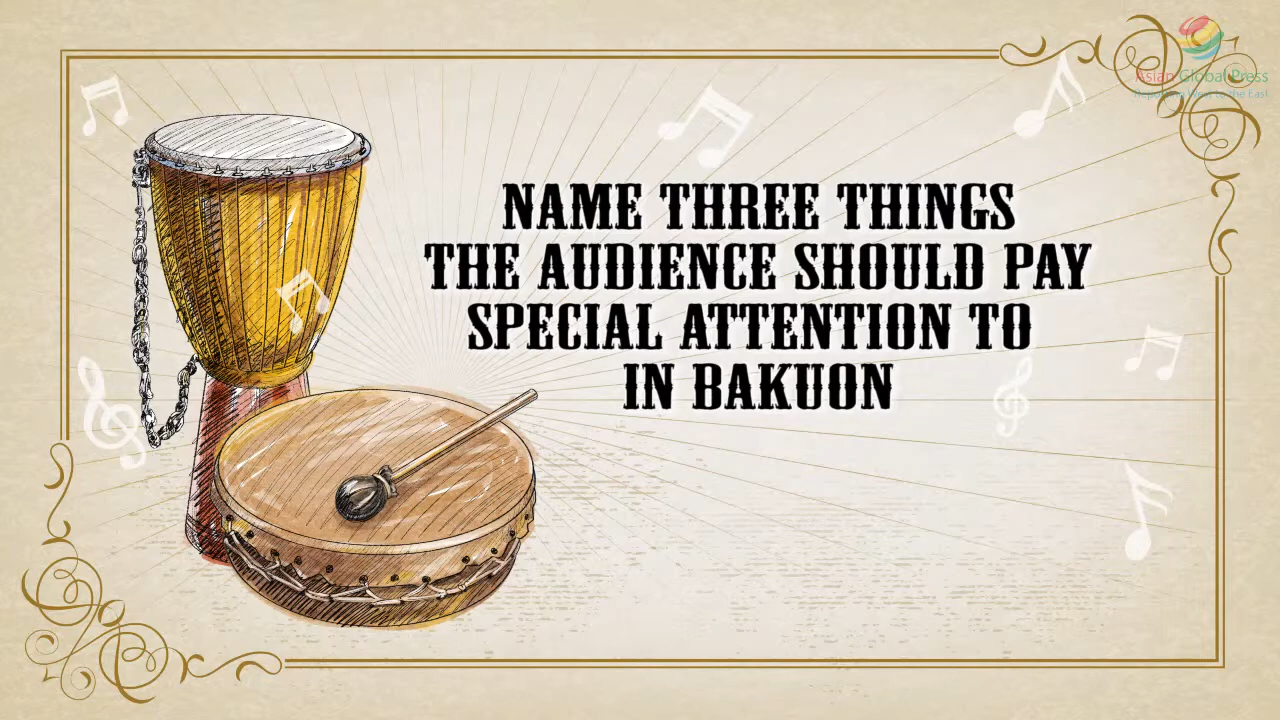 Asian Global Press
NAME THREE THINGS
THE AUDIENCE SHOULD PAY
SPECIAL ATTENTION TO
IN BAKUON